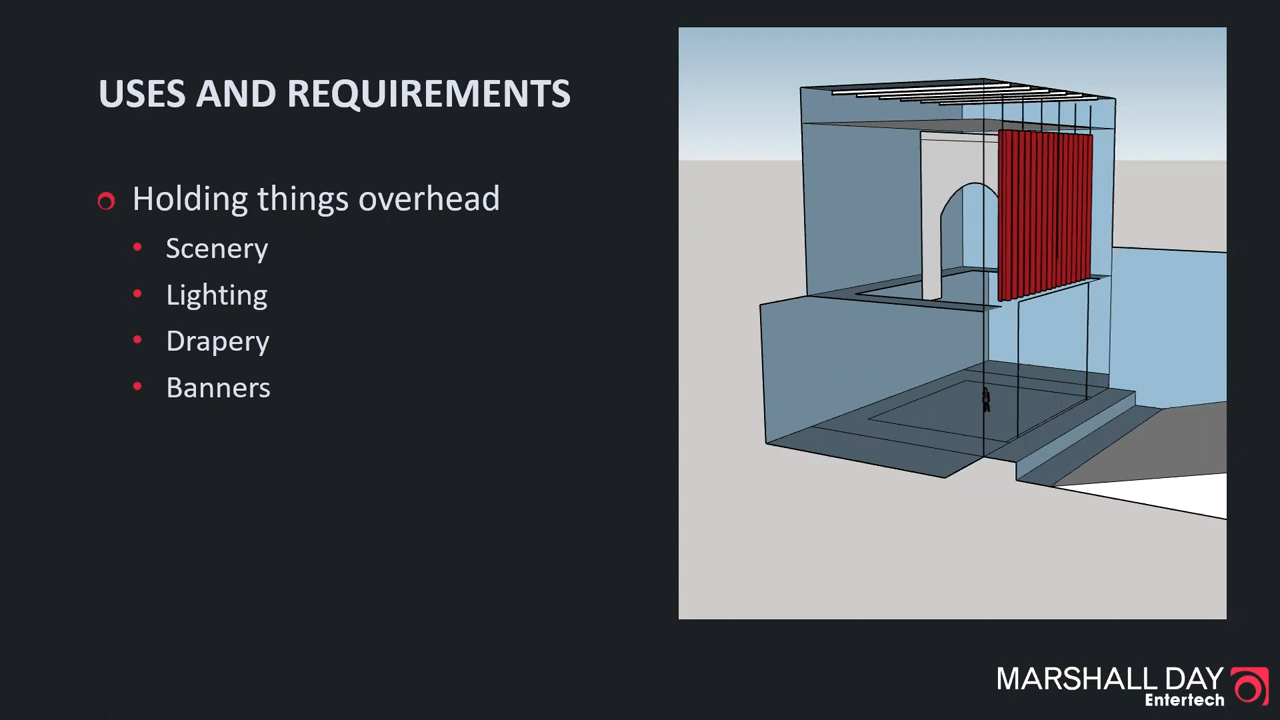 USES AND REQUIREMENTS
Holding things overhead
Scenery
Lighting
Drapery
Banners
MARSHALL DAY
Entertech